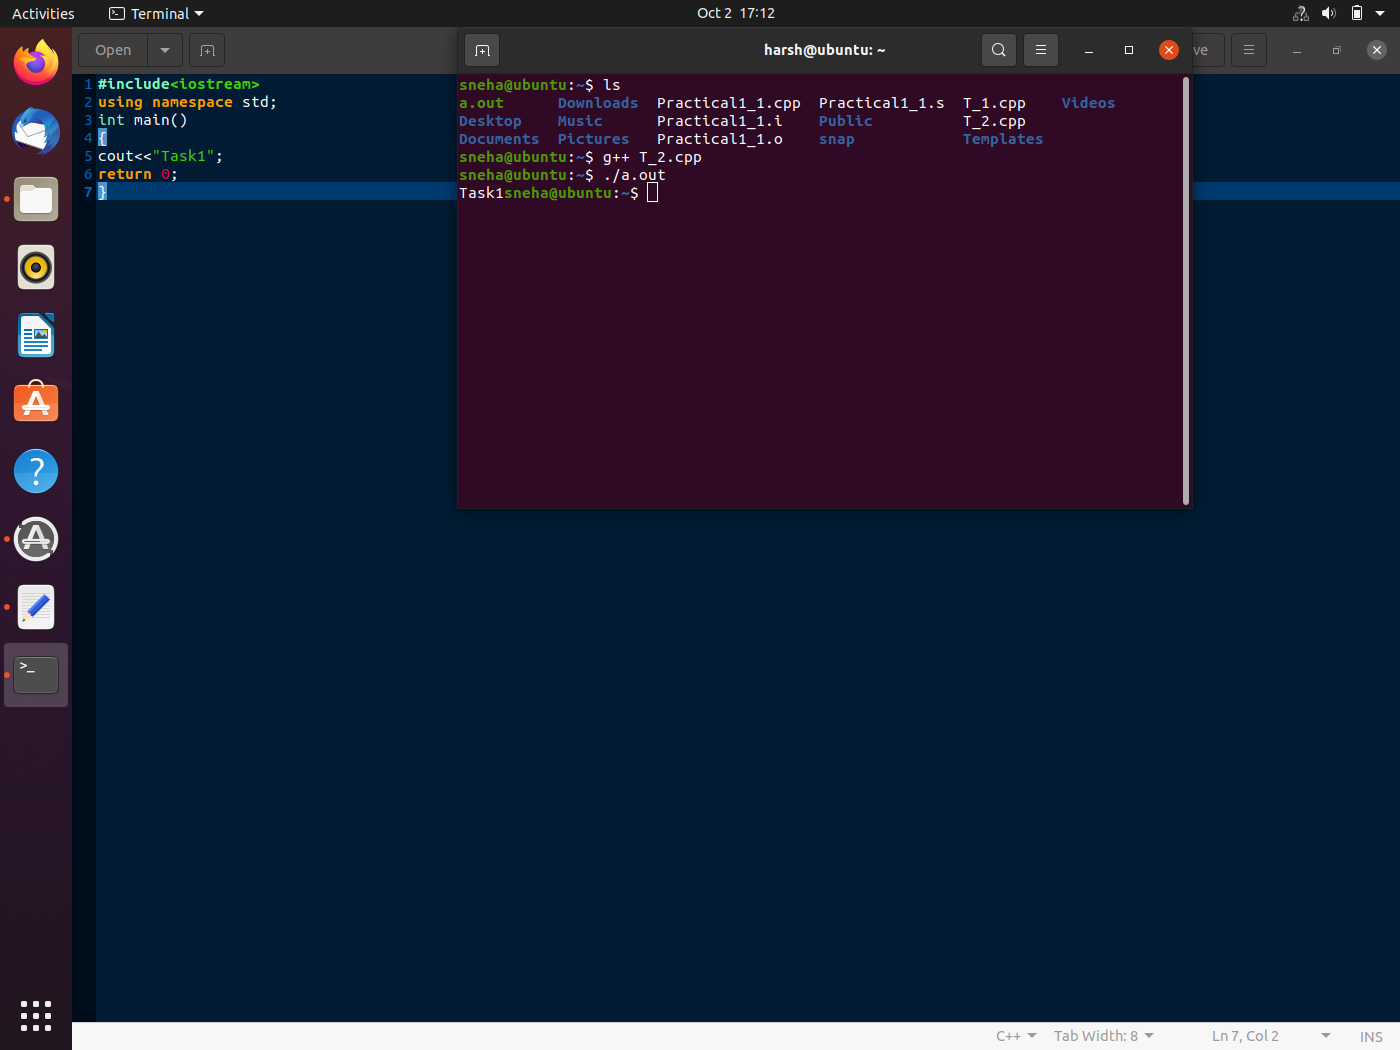 Activities Terminal Oct 2 17:12
Open harsh@ubuntu: ~ ve
1 #include<iostream>
2 using namespace std;
3 int main()
4 {
5 cout<<"Task1";
6 return 0;
7 }
sneha@ubuntu:~$ ls
a.out Downloads Practical1_1.cpp Practical1_1.s T_1.cpp Videos
Desktop Music Practical1_1.i Public T_2.cpp
Documents Pictures Practical1_1.o snap Templates
sneha@ubuntu:~$ g++ T_2.cpp
sneha@ubuntu:~$ ./a.out
Task1sneha@ubuntu:~$
C++ Tab Width: 8 Ln 7, Col 2 INS